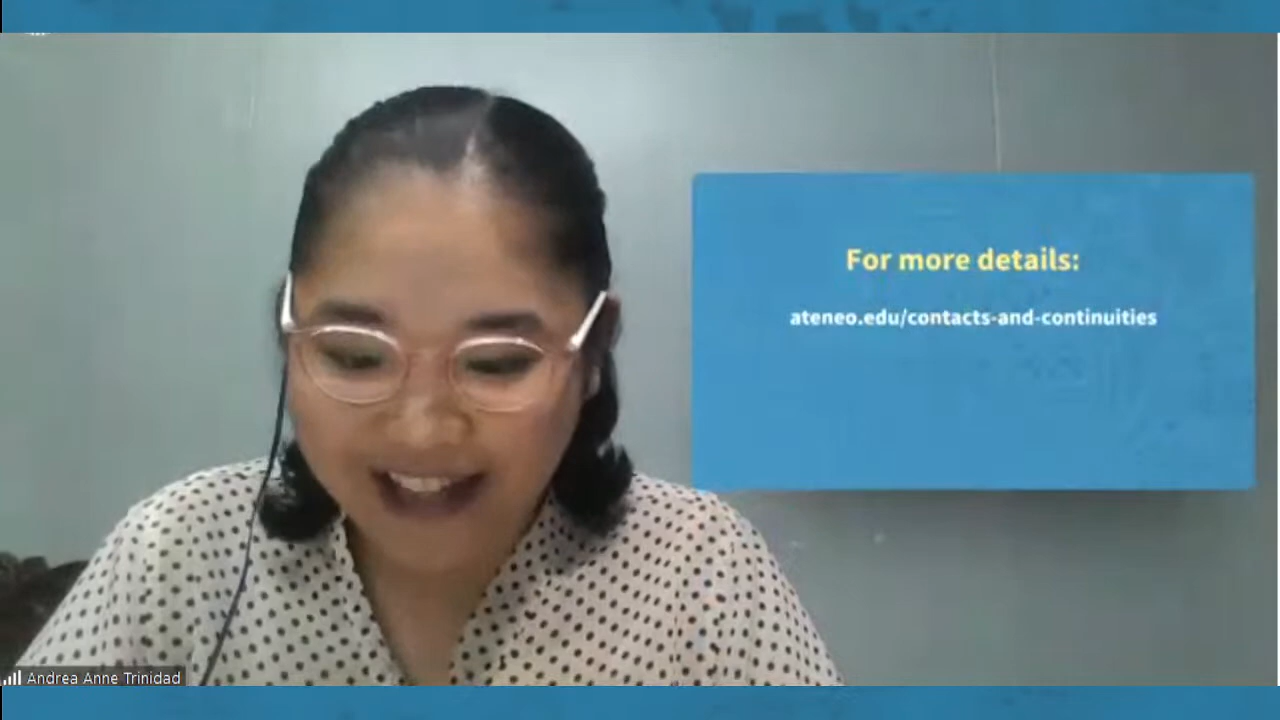 For more details:
ateneo.edu/contacts-and-continuities
Andrea Anne Trinidad